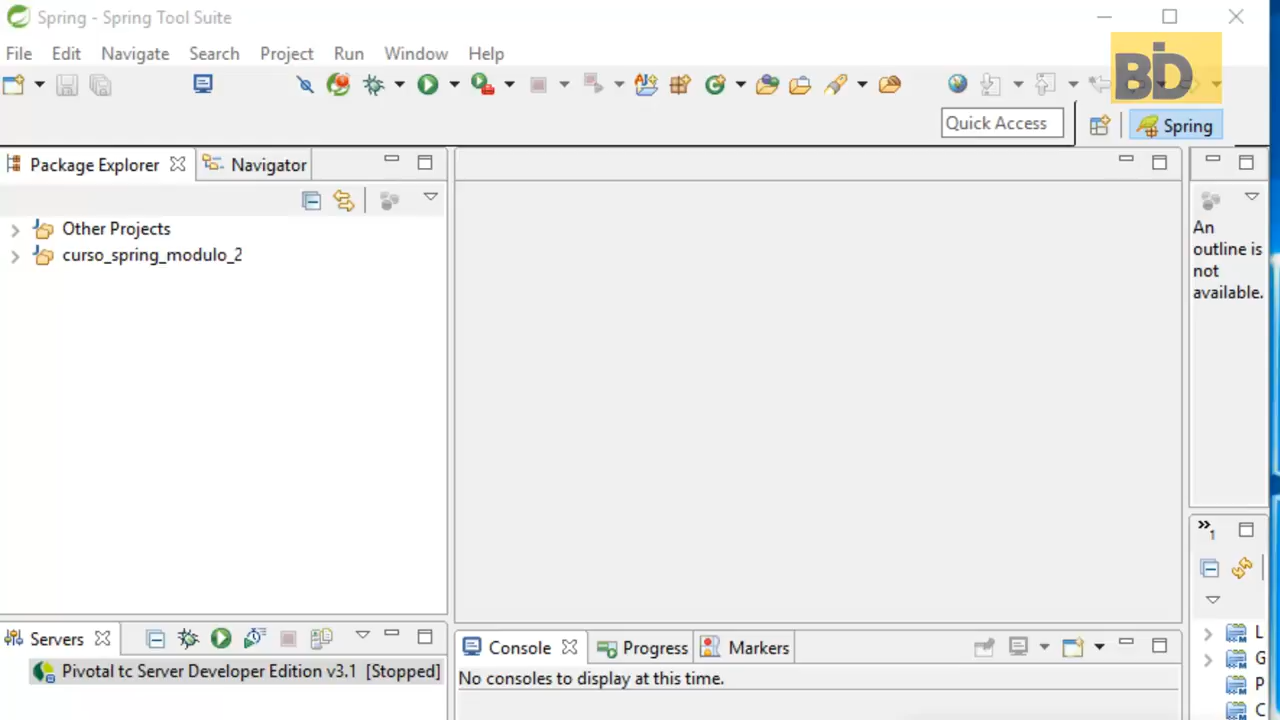 Spring - Spring Tool Suite
File Edit Navigate Search Project Run Window Help
BID
Quick Access
Spring
Package Explorer
Navigator
Other Projects
curso_spring_modulo_2
An
outline is
not
available.
1
Servers
Pivotal tc Server Developer Edition v3.1 [Stopped]
Console
Progress
Markers
No consoles to display at this time.
L
G
P
C